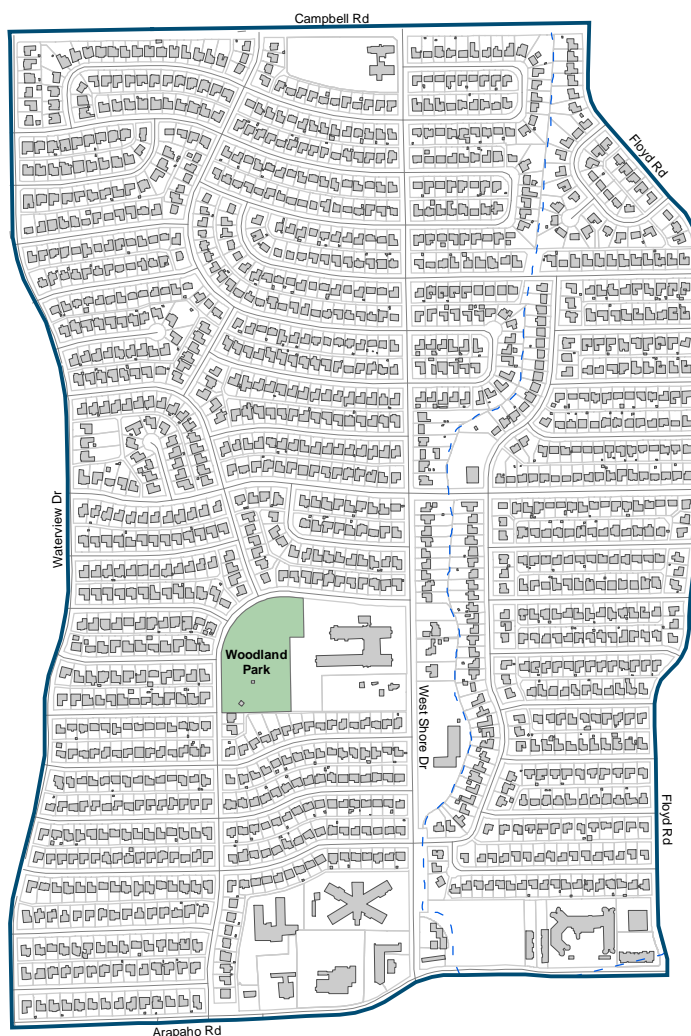 Campbell Rd
Floyd Rd
Waterview Dr
Woodland
Park
West Shore Dr
Floyd Rd
Arapaho Rd